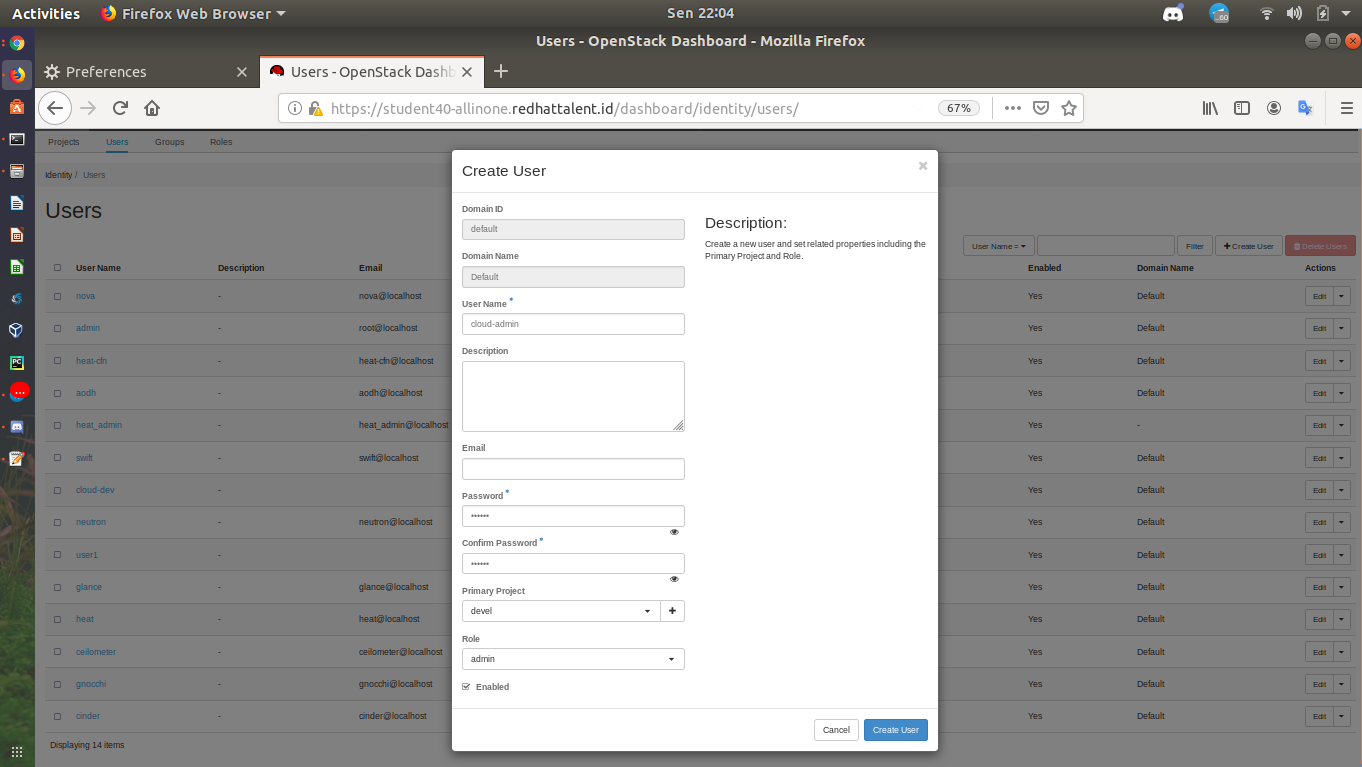 Activities Firefox Web Browser Sen 22:04 60
Users - OpenStack Dashboard - Mozilla Firefox
Preferences Users - OpenStack Dashb
https://student40-allinone.redhattalent.id/dashboard/identity/users/ 67%
Projects Users Groups Roles
Identity / Users
Users
User Name = Filter Create User Delete Users
User Name Description Email Enabled Domain Name Actions
nova - nova@localhost Yes Default Edit
admin - root@localhost Yes Default Edit
heat-cfn - heat-cfn@localhost Yes Default Edit
aodh - aodh@localhost Yes Default Edit
heat_admin - heat_admin@localhost Yes - Edit
swift - swift@localhost Yes Default Edit
cloud-dev - Yes Default Edit
neutron - neutron@localhost Yes Default Edit
user1 - Yes Default Edit
glance - glance@localhost Yes Default Edit
heat - heat@localhost Yes Default Edit
ceilometer - ceilometer@localhost Yes Default Edit
gnocchi - gnocchi@localhost Yes Default Edit
cinder - cinder@localhost Yes Default Edit
Displaying 14 items
Create User
Domain ID
default
Domain Name
Default
User Name *
cloud-admin
Description
Email
Password *
••••••
Confirm Password *
••••••
Primary Project
devel
Role
admin
Enabled
Description:
Create a new user and set related properties including the
Primary Project and Role.
Cancel Create User
PC